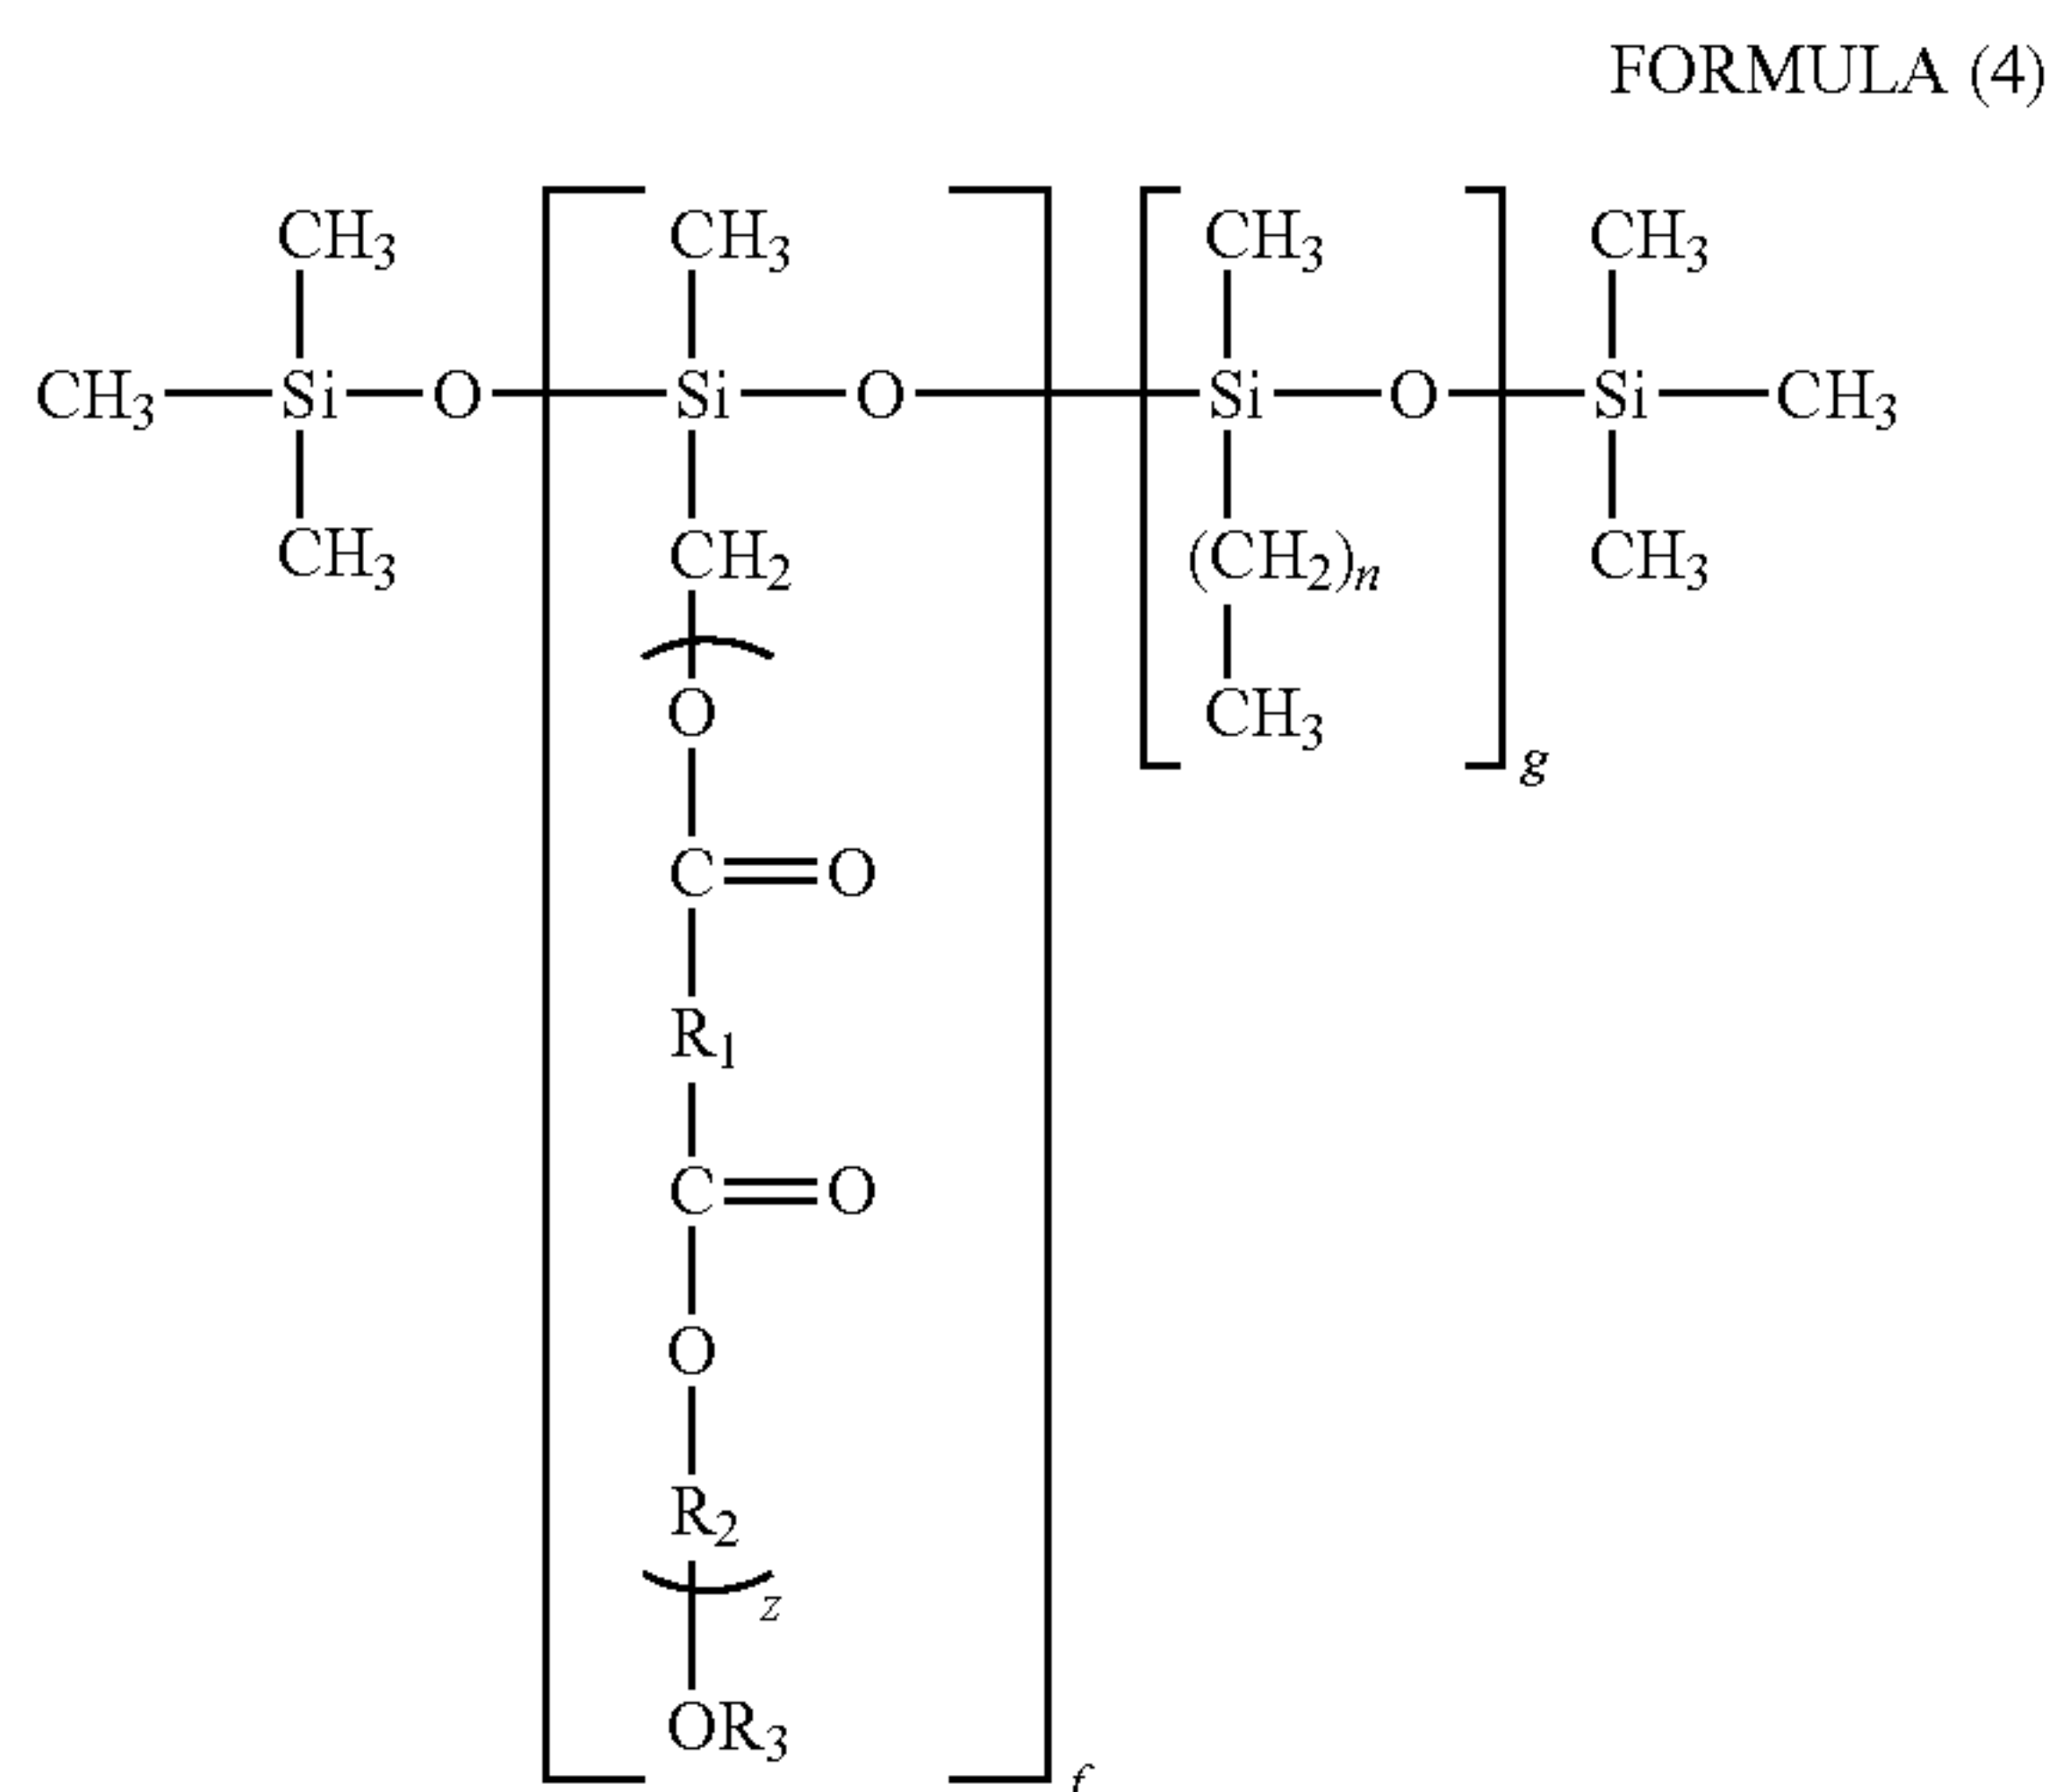 FORMULA (4)
CH3 CH3 CH3 CH3
CH3—Si—O—Si—O—Si—O—Si—CH3
CH3 CH2 (CH2)n CH3
O CH3
g
C=O
R1
C=O
O
R2
z
OR3
f